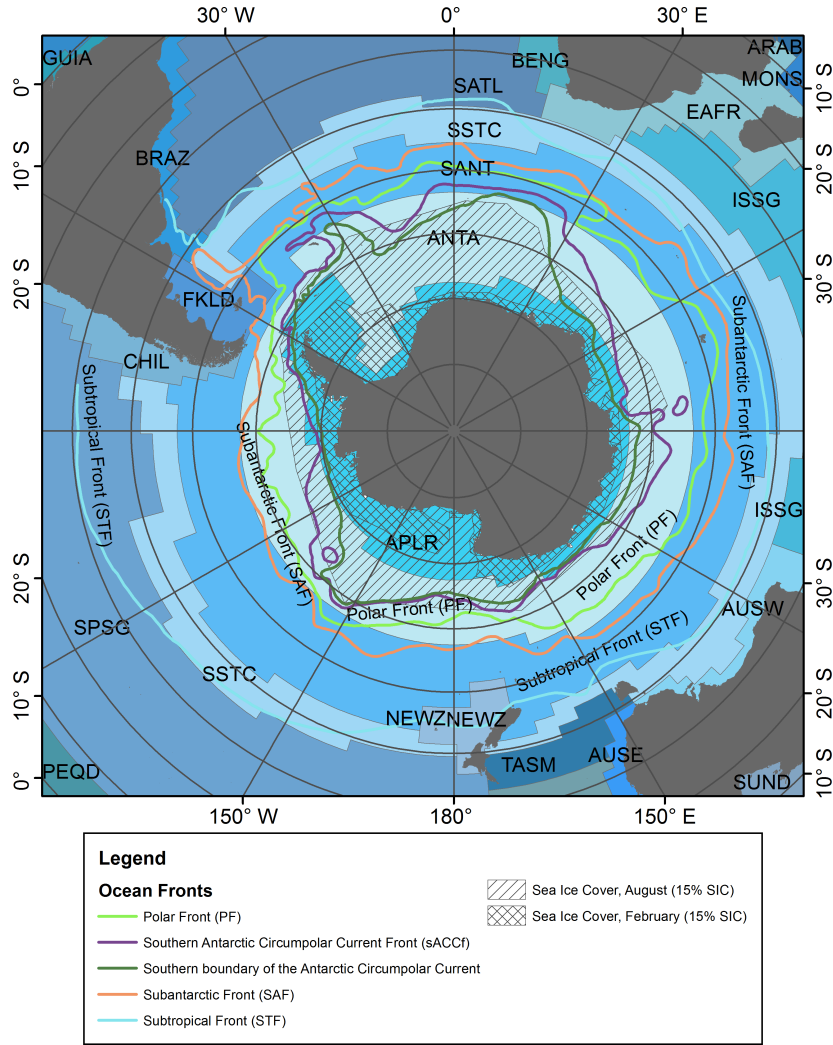 30° W 0° 30° E
GUIA
BENG
ARAB
MONS
SATL
0°
10° S
EAFR
SSTC
BRAZ
10° S
SANT
20° S
ISSG
ANTA
20° S
30° S
FKLD
Subantarctic Front (SAF)
CHIL
Subtropical Front (STF)
Subantarctic Front (SAF)
ISSG
Polar Front (PF)
APLR
20° S
30° S
Polar Front (PF)
AUSW
SPSG
Subtropical Front (STF)
SSTC
10° S
20° S
NEWZNEWZ
AUSE
TASM
PEQD
0°
SUND
10° S
150° W 180° 150° E
Legend
Ocean Fronts
Polar Front (PF)
Southern Antarctic Circumpolar Current Front (sACCf)
Southern boundary of the Antarctic Circumpolar Current
Subantarctic Front (SAF)
Subtropical Front (STF)
Sea Ice Cover, August (15% SIC)
Sea Ice Cover, February (15% SIC)